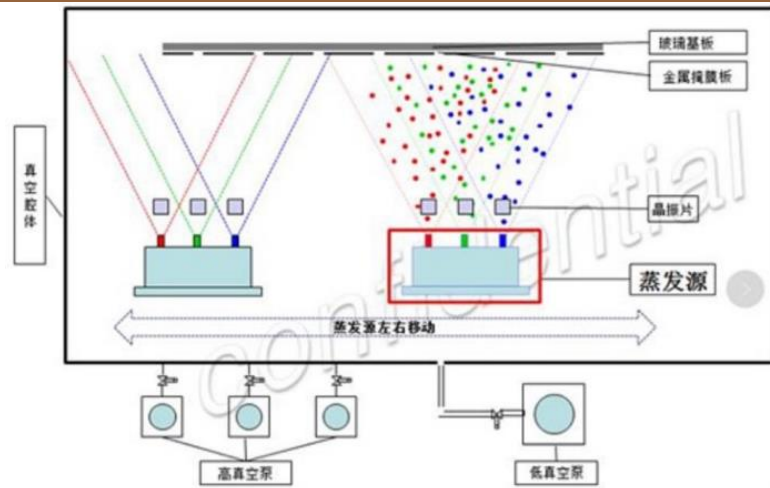 玻璃基板
金属掩膜板
真空腔体
晶振片
蒸发源
蒸发源左右移动
高真空泵
低真空泵
confidential